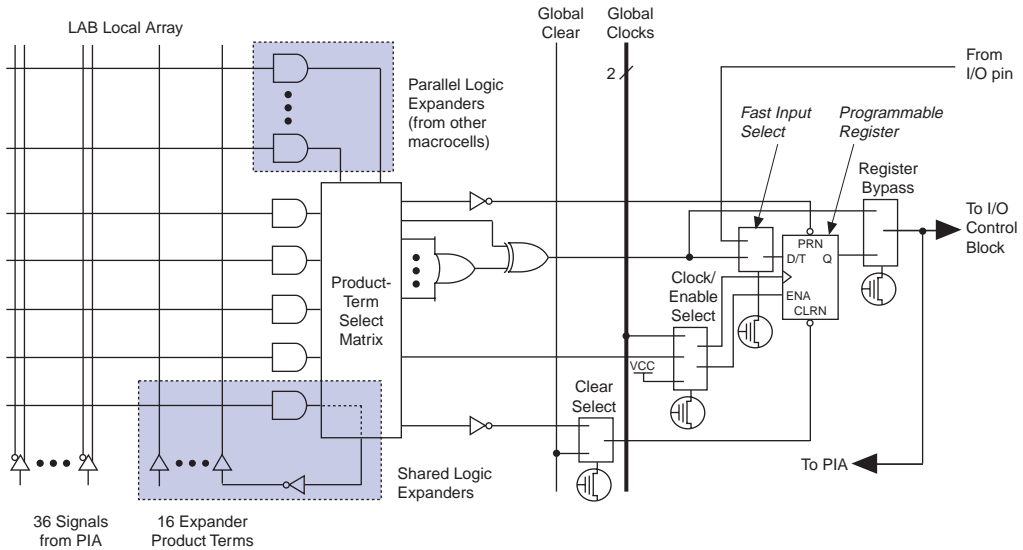 LAB Local Array
Global
Clear
Global
Clocks
2
From
I/O pin
Parallel Logic
Expanders
(from other
macrocells)
Fast Input
Select
Programmable
Register
Register
Bypass
To I/O
Control
Block
PRN
D/T Q
ENA
CLRN
Clock/
Enable
Select
VCC
Product-
Term
Select
Matrix
Clear
Select
To PIA
Shared Logic
Expanders
36 Signals
from PIA
16 Expander
Product Terms